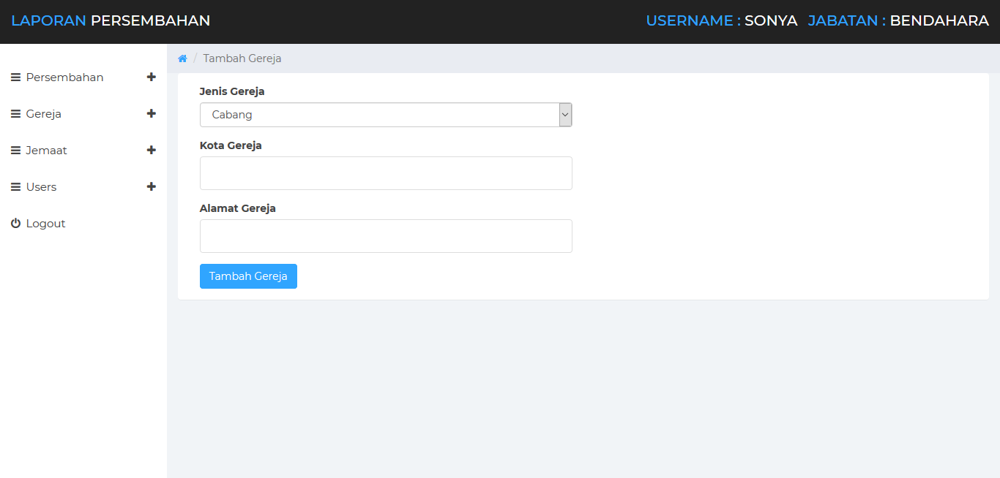 LAPORAN PERSEMBAHAN
USERNAME : SONYA JABATAN : BENDAHARA
Persembahan
Gereja
Jemaat
Users
Logout
/ Tambah Gereja
Jenis Gereja
Cabang
Kota Gereja
Alamat Gereja
Tambah Gereja